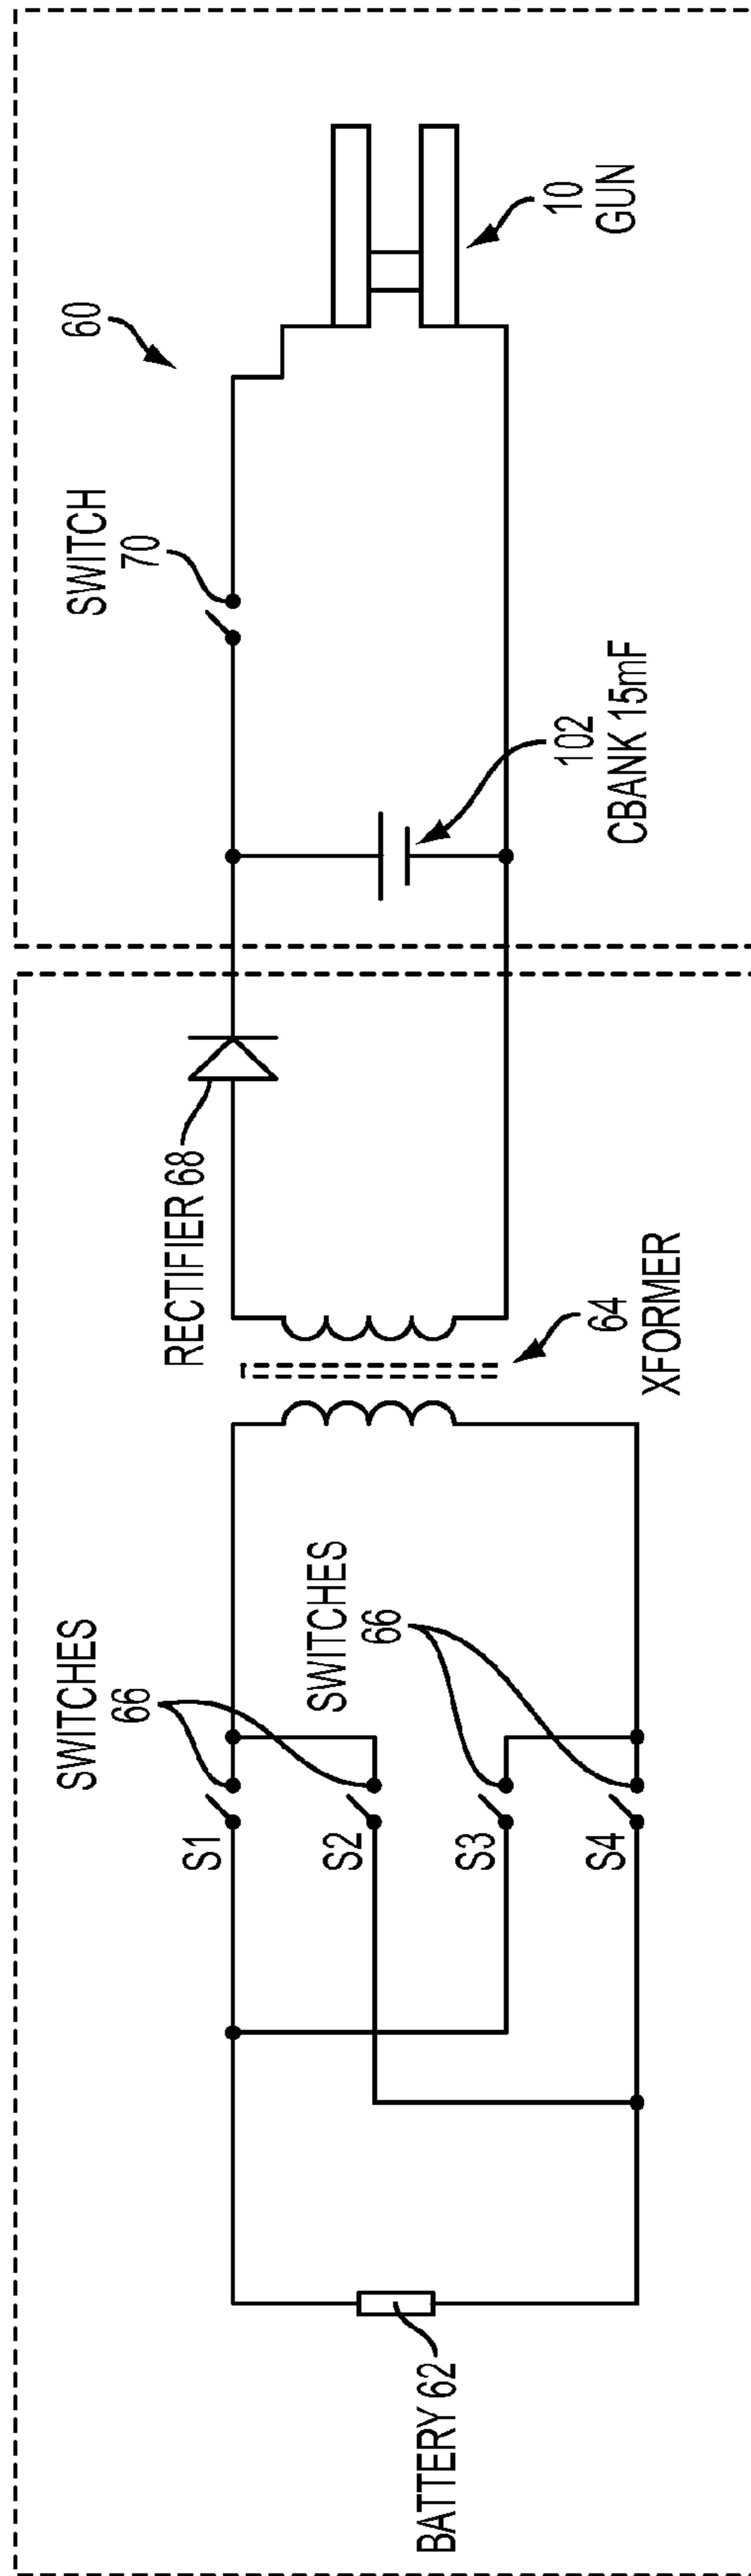 SWITCHES
66
SWITCHES
66
S1
S2
S3
S4
BATTERY 62
RECTIFIER 68
64
XFORMER
SWITCH
70
60
102
CBANK 15mF
10
GUN